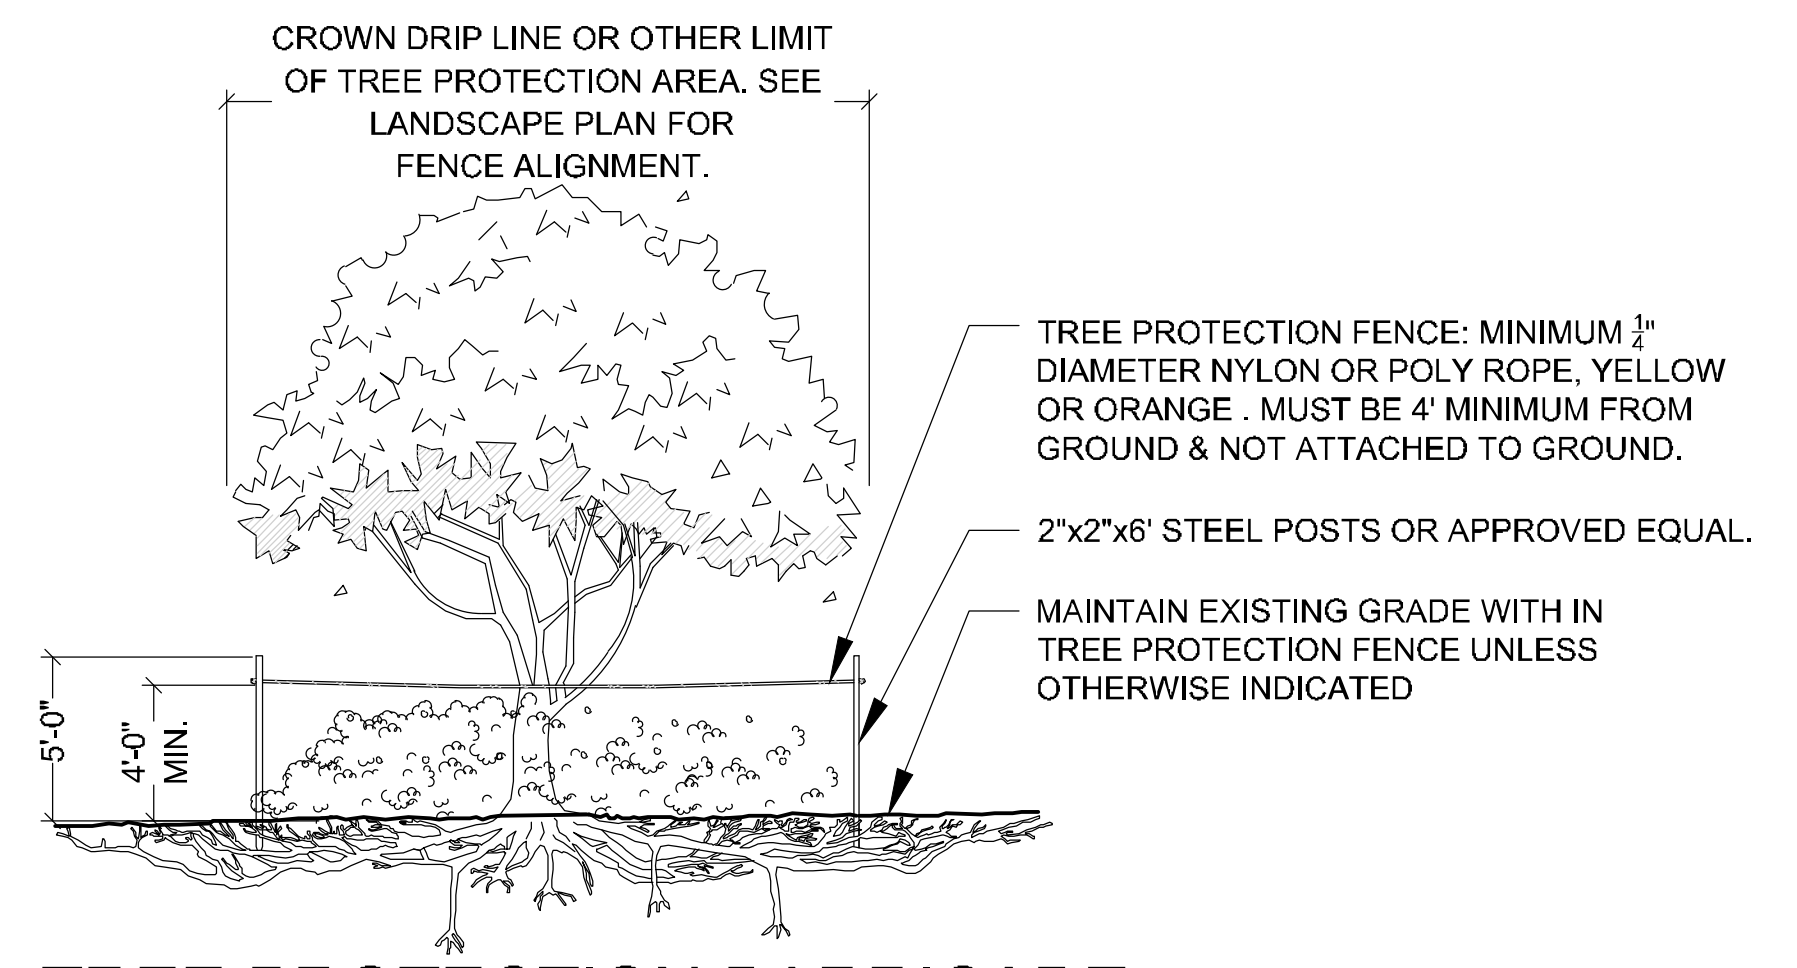 CROWN DRIP LINE OR OTHER LIMIT
OF TREE PROTECTION AREA. SEE
LANDSCAPE PLAN FOR
FENCE ALIGNMENT.
TREE PROTECTION FENCE: MINIMUM 1/4"
DIAMETER NYLON OR POLY ROPE, YELLOW
OR ORANGE . MUST BE 4' MINIMUM FROM
GROUND & NOT ATTACHED TO GROUND.
2"x2"x6' STEEL POSTS OR APPROVED EQUAL.
MAINTAIN EXISTING GRADE WITH IN
TREE PROTECTION FENCE UNLESS
OTHERWISE INDICATED
5'-0"
4'-0"
MIN.